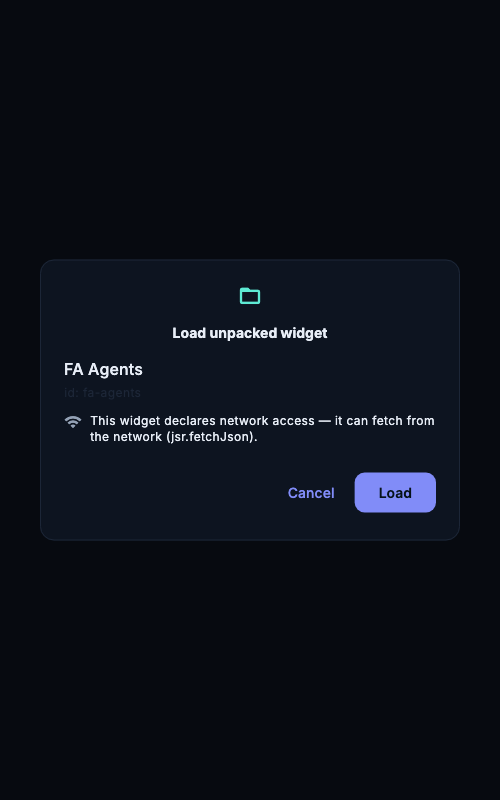 Load unpacked widget
FA Agents
id: fa-agents
This widget declares network access — it can fetch from
the network (jsr.fetchJson).
Cancel
Load